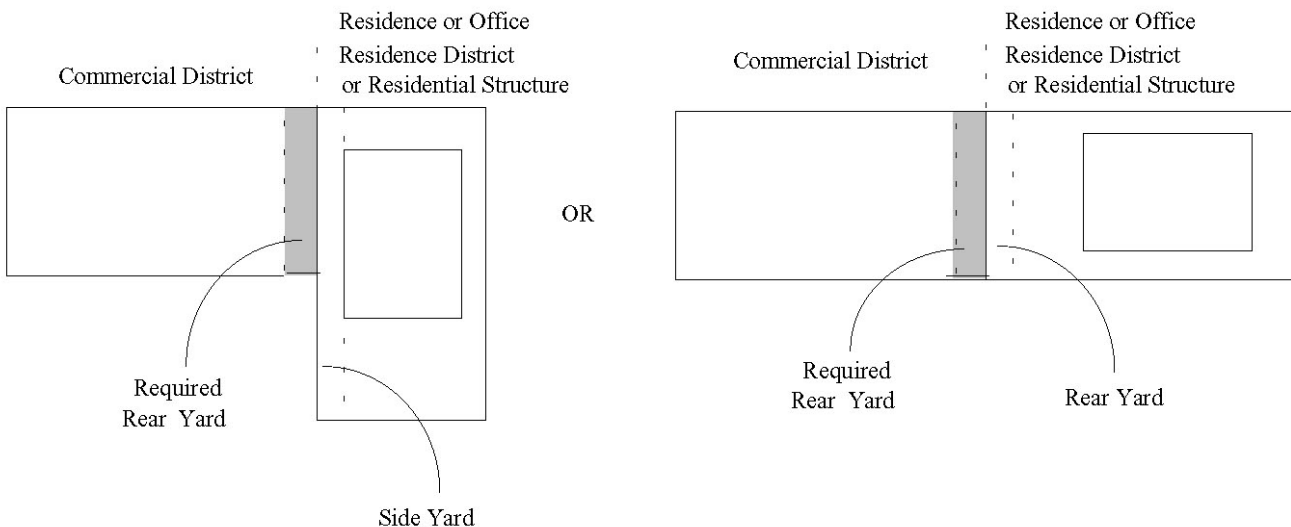 Residence or Office
Commercial District
Residence District
or Residential Structure
Required
Rear Yard
Side Yard
OR
Residence or Office
Commercial District
Residence District
or Residential Structure
Required
Rear Yard
Rear Yard